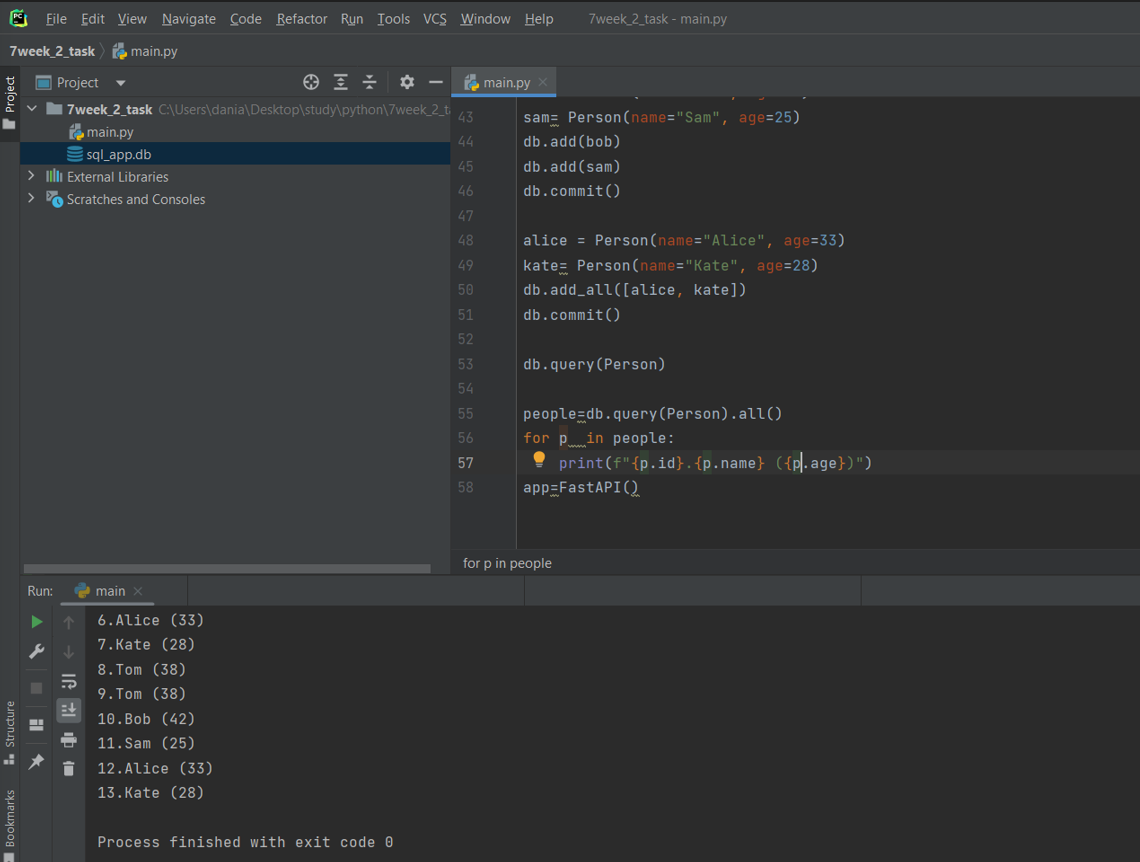 PC File Edit View Navigate Code Refactor Run Tools VCS Window Help 7week_2_task - main.py
7week_2_task main.py
Project
Project
main.py
7week_2_task C:\Users\dania\Desktop\study\python\7week_2_t
main.py
sql_app.db
External Libraries
Scratches and Consoles
43 sam= Person(name="Sam", age=25)
44 db.add(bob)
45 db.add(sam)
46 db.commit()
47
48 alice = Person(name="Alice", age=33)
49 kate= Person(name="Kate", age=28)
50 db.add_all([alice, kate])
51 db.commit()
52
53 db.query(Person)
54
55 people=db.query(Person).all()
56 for p  in people:
57 print(f"{p.id}.{p.name} ({p.age})")
58 app=FastAPI()
for p in people
Run: main
6.Alice (33)
7.Kate (28)
8.Tom (38)
9.Tom (38)
10.Bob (42)
11.Sam (25)
12.Alice (33)
13.Kate (28)
Process finished with exit code 0
Structure
Bookmarks